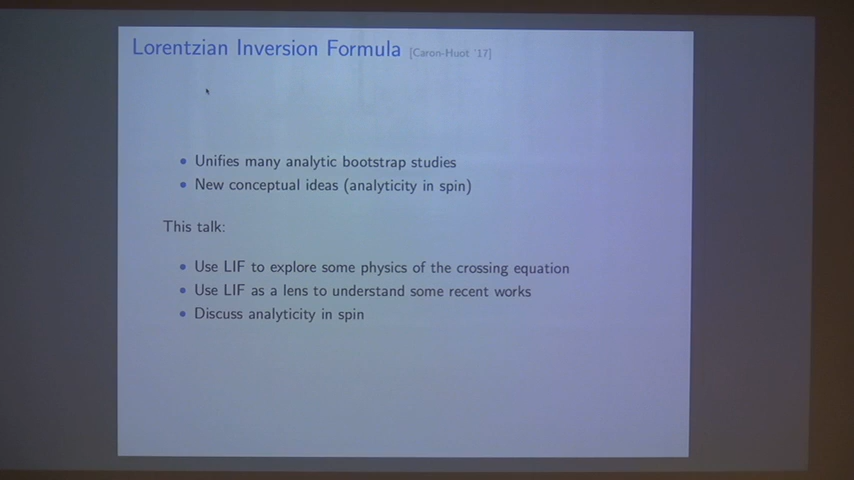 Lorentzian Inversion Formula [Caron-Huot '17]
• Unifies many analytic bootstrap studies
• New conceptual ideas (analyticity in spin)
This talk:
• Use LIF to explore some physics of the crossing equation
• Use LIF as a lens to understand some recent works
• Discuss analyticity in spin